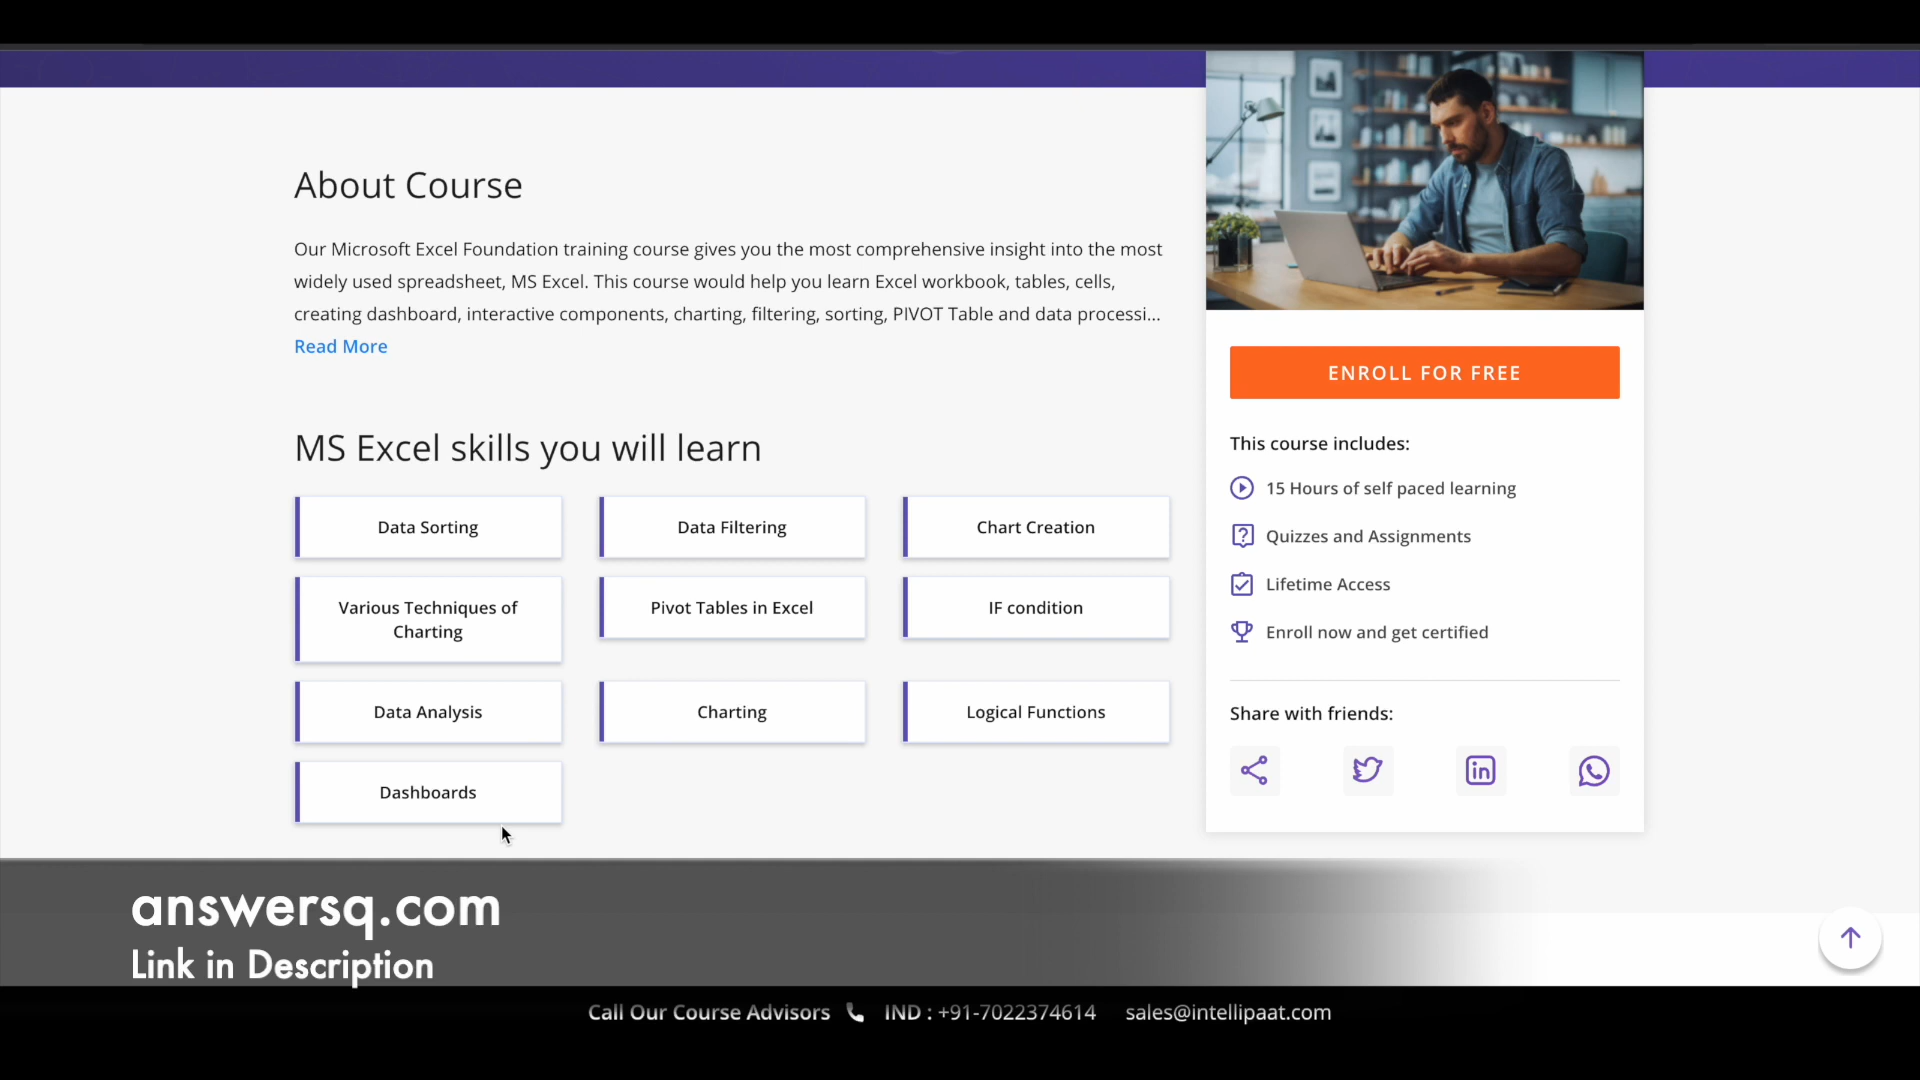 About Course
Our Microsoft Excel Foundation training course gives you the most comprehensive insight into the most
widely used spreadsheet, MS Excel. This course would help you learn Excel workbook, tables, cells,
creating dashboard, interactive components, charting, filtering, sorting, PIVOT Table and data processi...
Read More
MS Excel skills you will learn
Data Sorting
Data Filtering
Chart Creation
Various Techniques of
Charting
Pivot Tables in Excel
IF condition
Data Analysis
Charting
Logical Functions
Dashboards
ENROLL FOR FREE
This course includes:
15 Hours of self paced learning
Quizzes and Assignments
Lifetime Access
Enroll now and get certified
Share with friends:
in
answersq.com
Link in Description
Call Our Course Advisors IND : +91-7022374614 sales@intellipaat.com